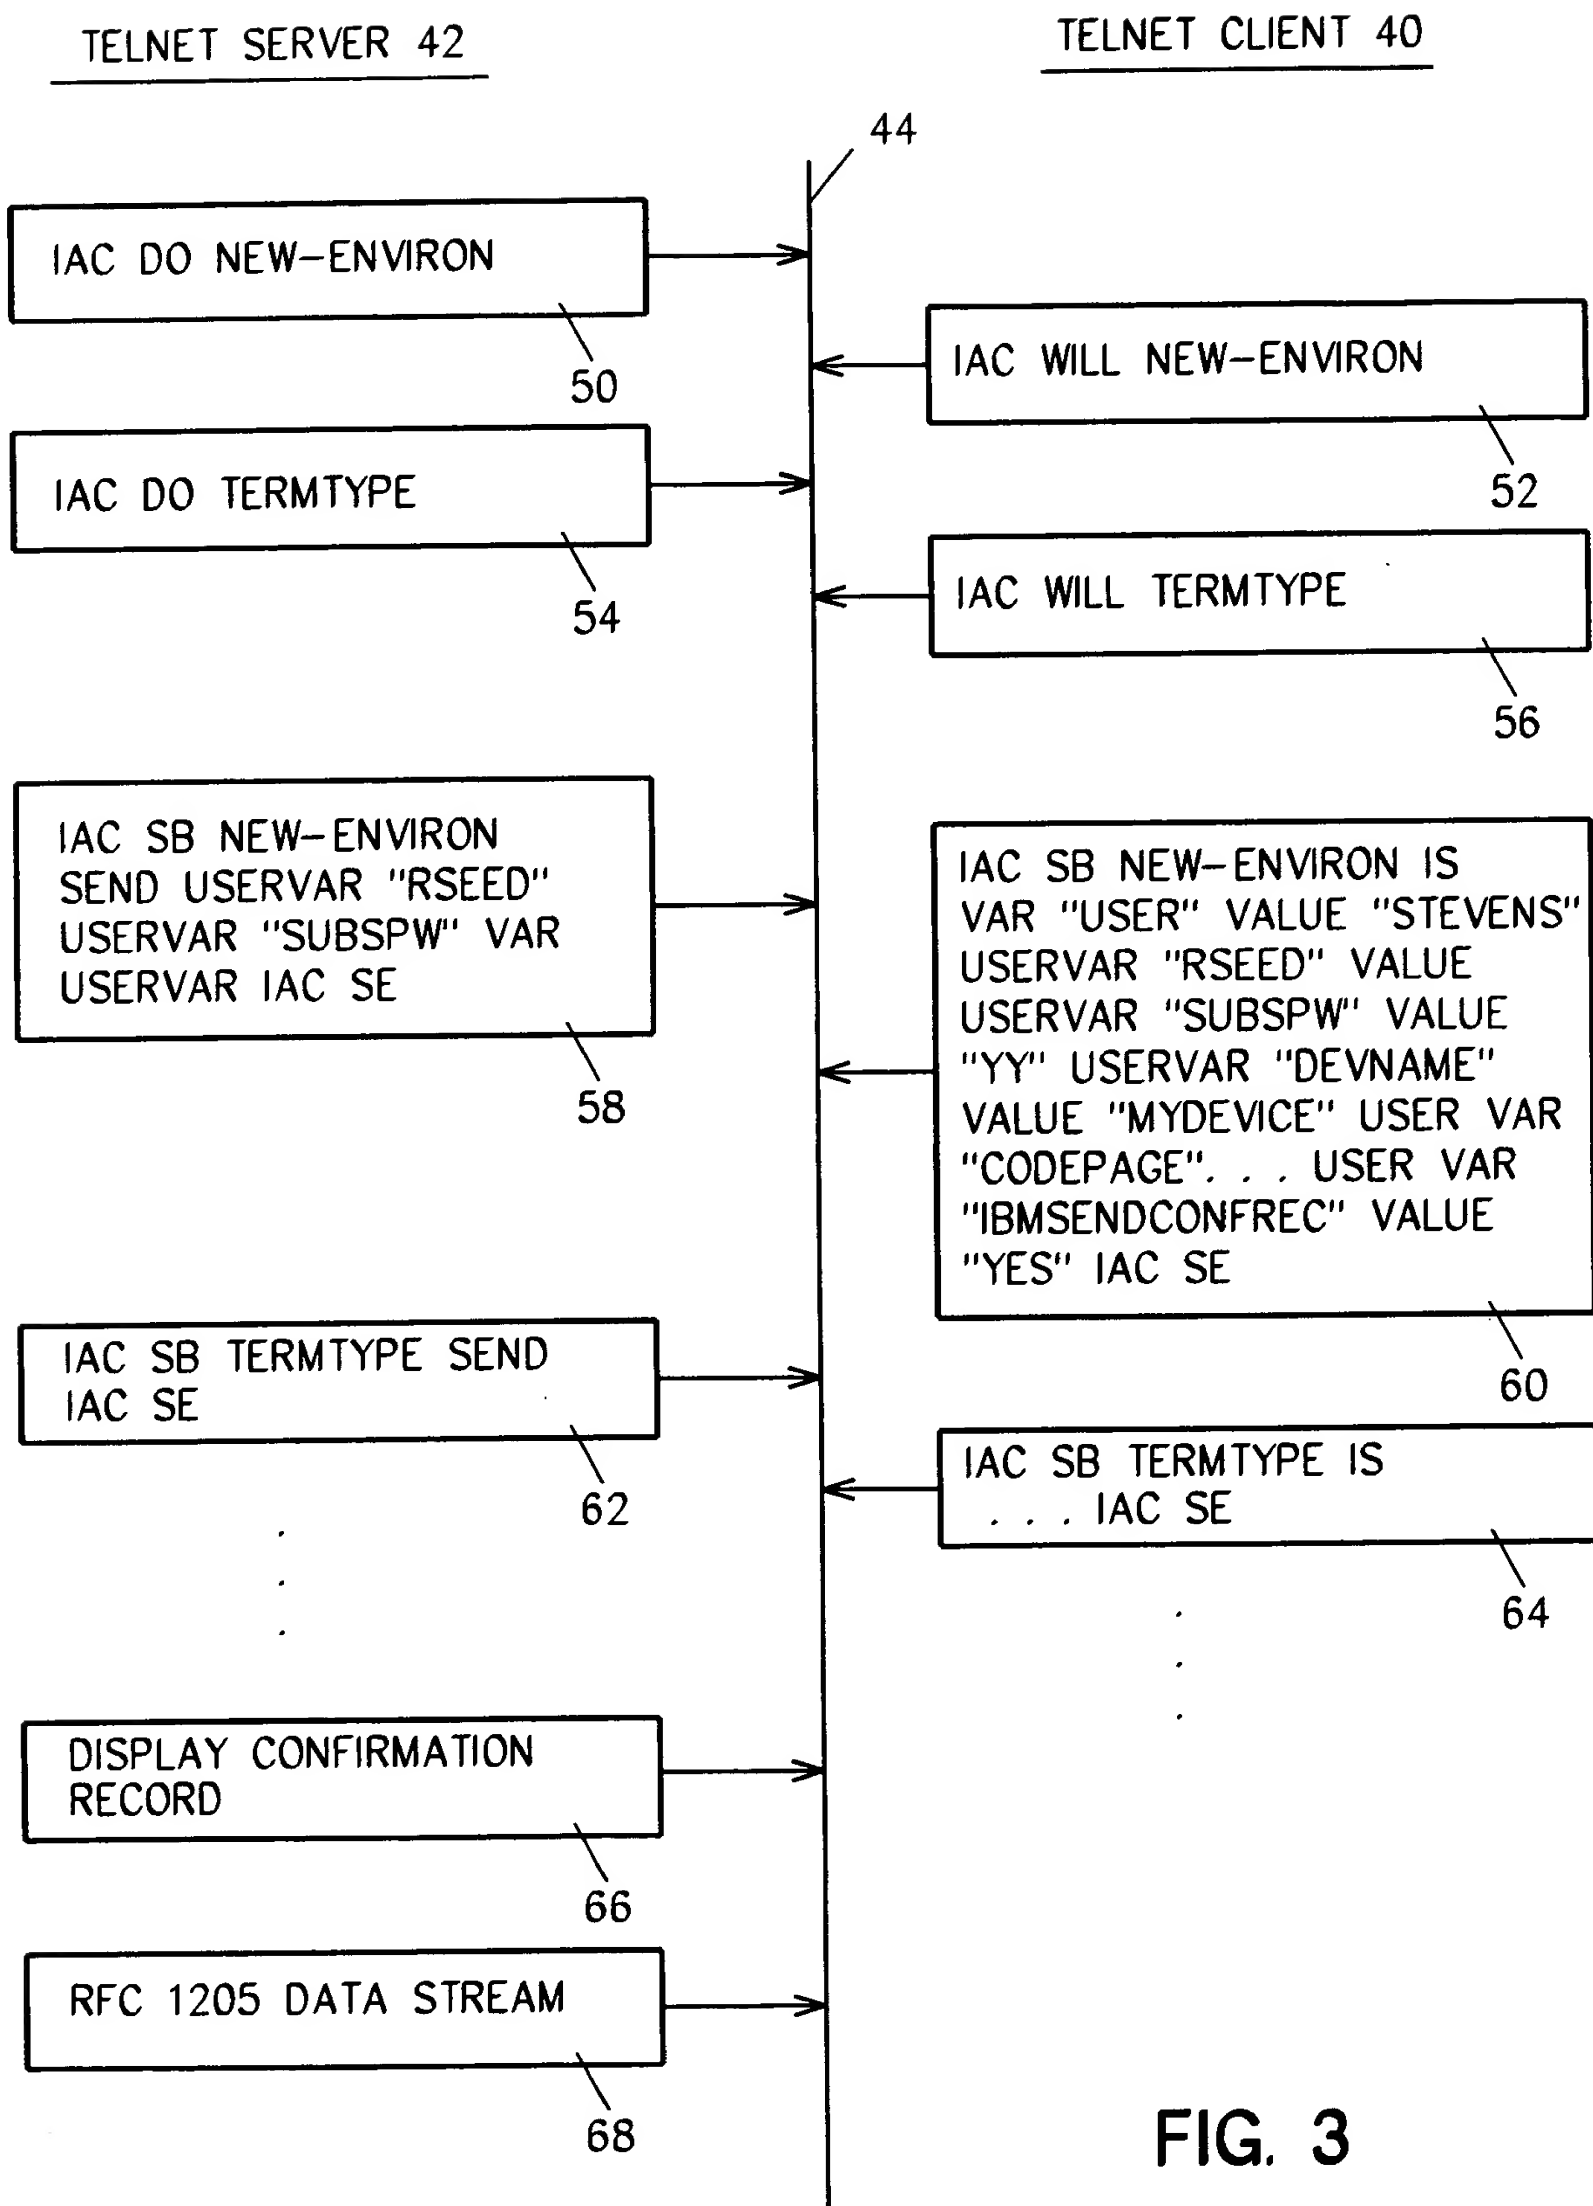 TELNET SERVER 42
TELNET CLIENT 40
44
IAC DO NEW-ENVIRON
50
IAC WILL NEW-ENVIRON
52
IAC DO TERMTYPE
54
IAC WILL TERMTYPE
56
IAC SB NEW-ENVIRON
SEND USERVAR "RSEED"
USERVAR "SUBSPW" VAR
USERVAR IAC SE
58
IAC SB NEW-ENVIRON IS
VAR "USER" VALUE "STEVENS"
USERVAR "RSEED" VALUE
USERVAR "SUBSPW" VALUE
"YY" USERVAR "DEVNAME"
VALUE "MYDEVICE" USER VAR
"CODEPAGE". . . USER VAR
"IBMSENDCONFREC" VALUE
"YES" IAC SE
60
IAC SB TERMTYPE SEND
IAC SE
62
IAC SB TERMTYPE IS
. . . IAC SE
64
DISPLAY CONFIRMATION
RECORD
66
RFC 1205 DATA STREAM
68
FIG. 3